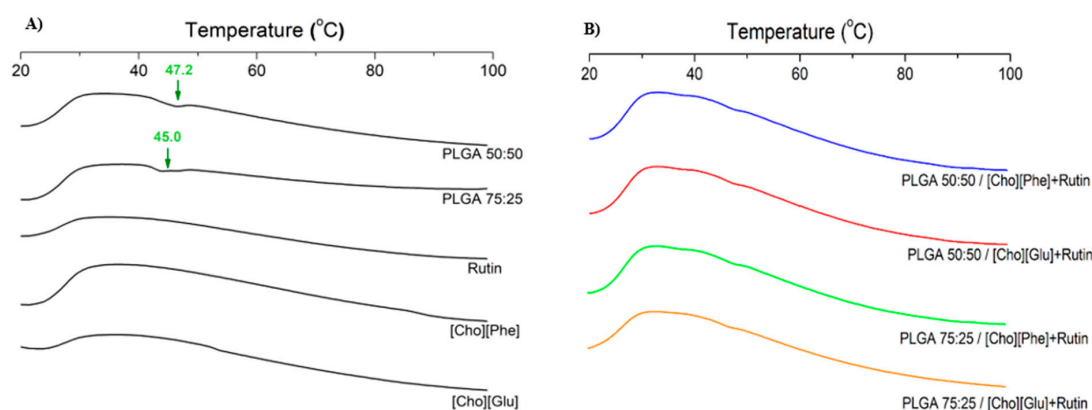 A)
Temperature (°C)
20 40 60 80 100
47.2
PLGA 50:50
45.0
PLGA 75:25
Rutin
[Cho][Phe]
[Cho][Glu]
B)
Temperature (°C)
20 40 60 80 100
PLGA 50:50 / [Cho][Phe]+Rutin
PLGA 50:50 / [Cho][Glu]+Rutin
PLGA 75:25 / [Cho][Phe]+Rutin
PLGA 75:25 / [Cho][Glu]+Rutin